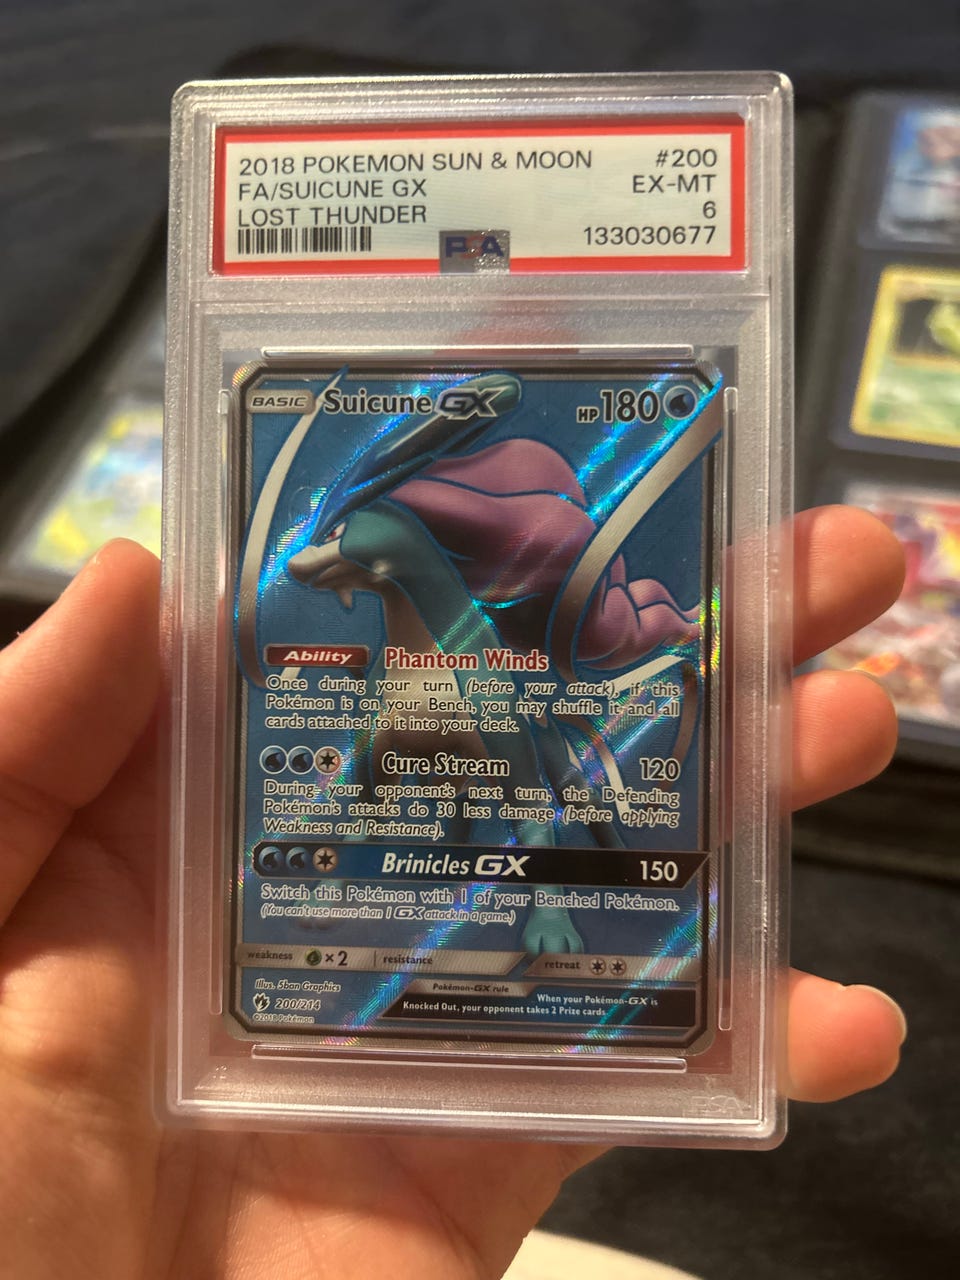 2018 POKEMON SUN & MOON #200
FA/SUICUNE GX EX-MT
LOST THUNDER 6
PSA 133030677
BASIC Suicune GX HP 180
Ability Phantom Winds
Once during your turn (before your attack), if this
Pokémon is on your Bench, you may shuffle it and all
cards attached to it into your deck.
Cure Stream 120
During your opponent's next turn, the Defending
Pokémon's attacks do 30 less damage (before applying
Weakness and Resistance).
Brinicles GX 150
Switch this Pokémon with 1 of your Benched Pokémon.
(You can't use more than 1 GX attack in a game.)
weakness ×2 resistance retreat
Illus. 5ban Graphics
Pokémon-GX rule
When your Pokémon-GX is
Knocked Out, your opponent takes 2 Prize cards.
200/214
©2018 Pokémon
PSA